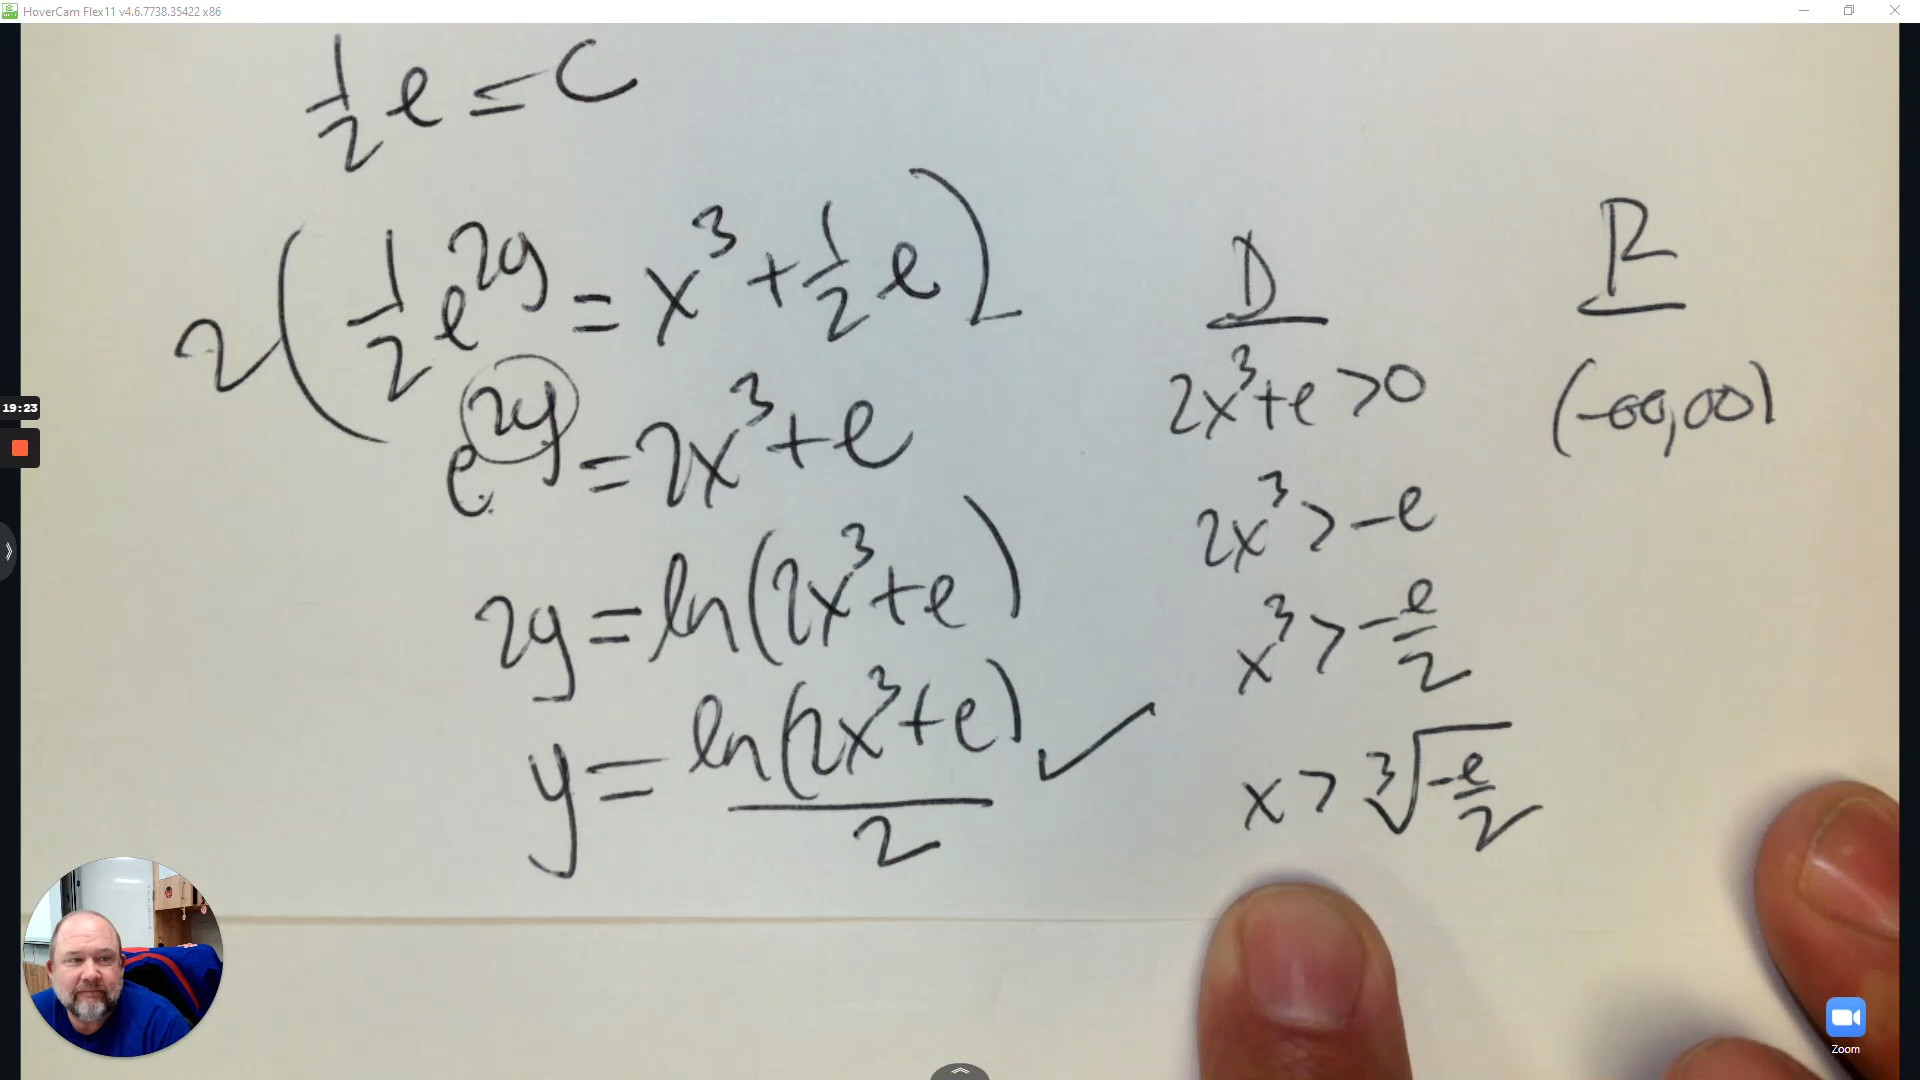 HoverCam Flex11 v4.6.7738.35422 x86
½e = C
2(½e^{2y} = x³ + ½e)2
e^{2y} = 2x³ + e
2y = ln(2x³ + e)
y = ln(2x³ + e)/2 ✓
D
2x³ + e > 0
2x³ > -e
x³ > -e/2
x > ∛(-e/2)
R
(-∞, ∞)
19:23
Zoom